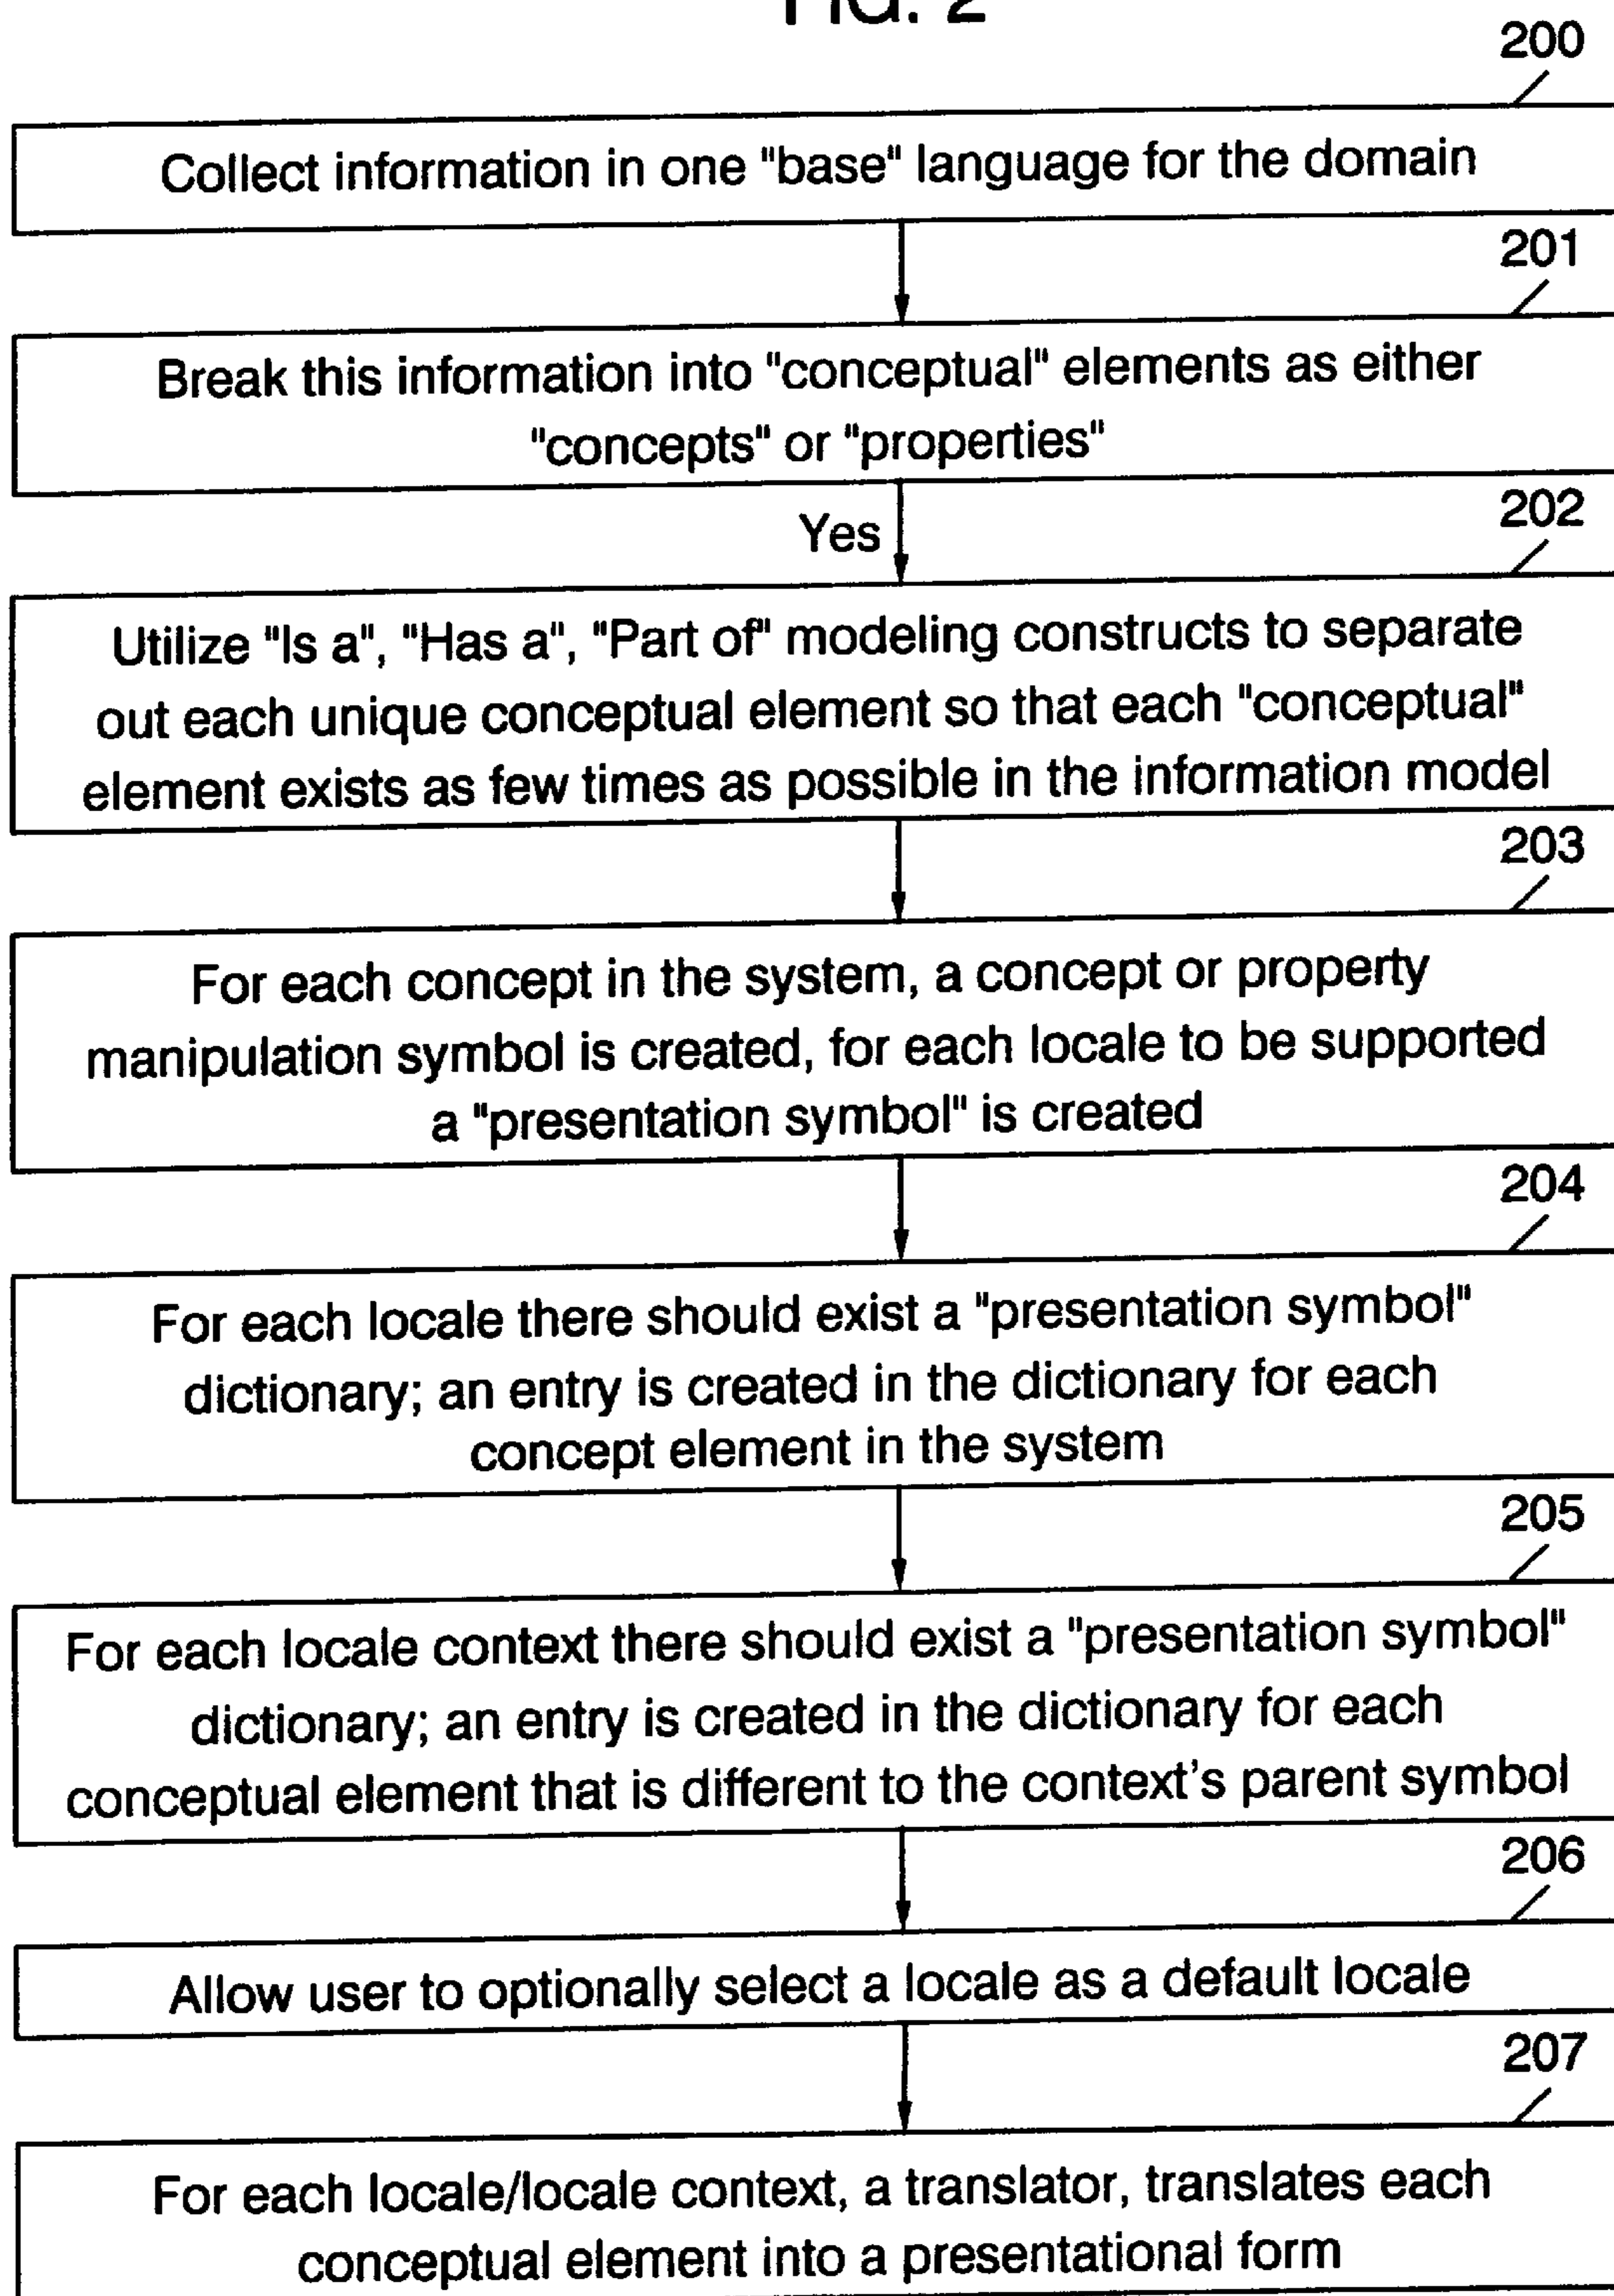 FIG. 2
200
Collect information in one "base" language for the domain
201
Break this information into "conceptual" elements as either
"concepts" or "properties"
Yes
202
Utilize "Is a", "Has a", "Part of" modeling constructs to separate
out each unique conceptual element so that each "conceptual"
element exists as few times as possible in the information model
203
For each concept in the system, a concept or property
manipulation symbol is created, for each locale to be supported
a "presentation symbol" is created
204
For each locale there should exist a "presentation symbol"
dictionary; an entry is created in the dictionary for each
concept element in the system
205
For each locale context there should exist a "presentation symbol"
dictionary; an entry is created in the dictionary for each
conceptual element that is different to the context's parent symbol
206
Allow user to optionally select a locale as a default locale
207
For each locale/locale context, a translator, translates each
conceptual element into a presentational form